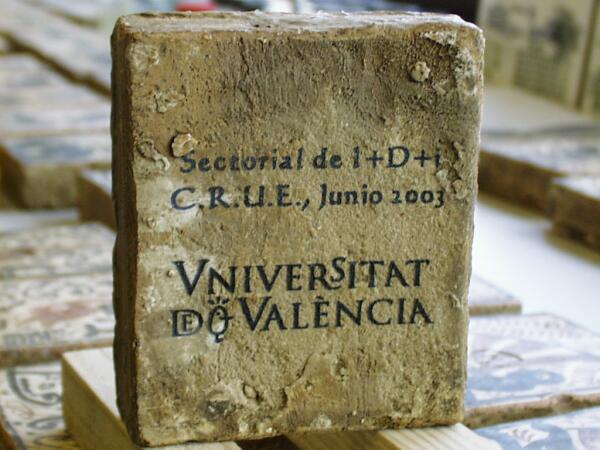 Sectorial de I+D+i
C.R.U.E., Junio 2003
VNIVERSITAT
DE VALÈNCIA